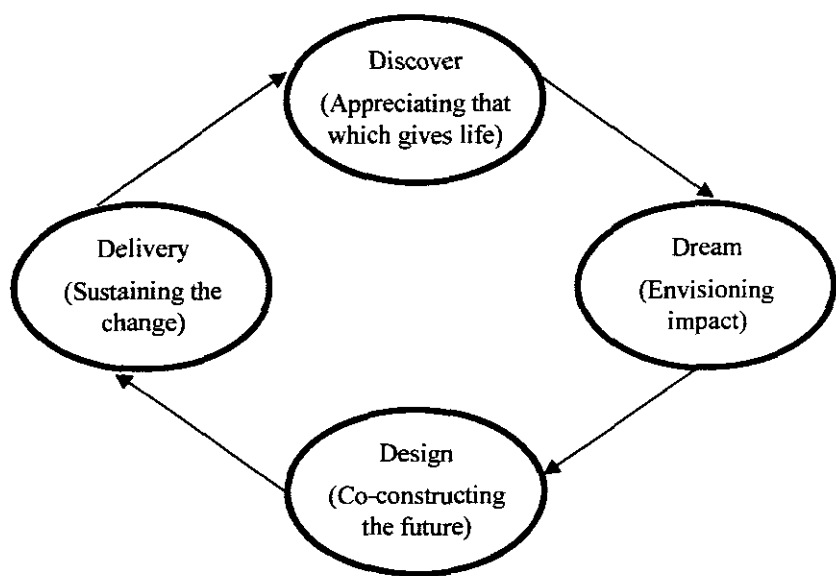 Discover
(Appreciating that
which gives life)
Dream
(Envisioning
impact)
Design
(Co-constructing
the future)
Delivery
(Sustaining the
change)